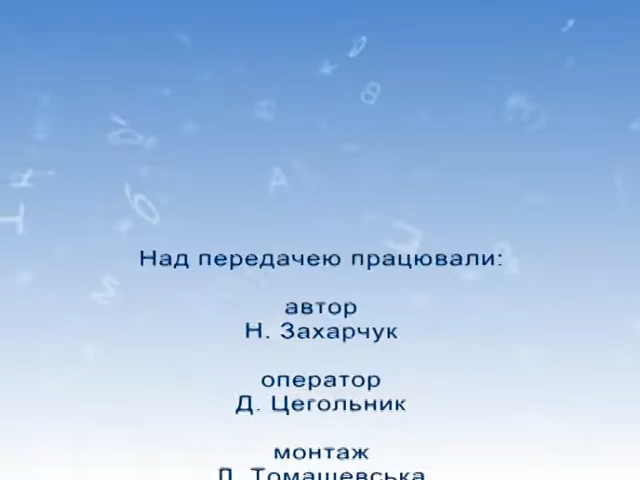 Над передачею працювали:
автор
Н. Захарчук
оператор
Д. Цегольник
монтаж
Томашевська